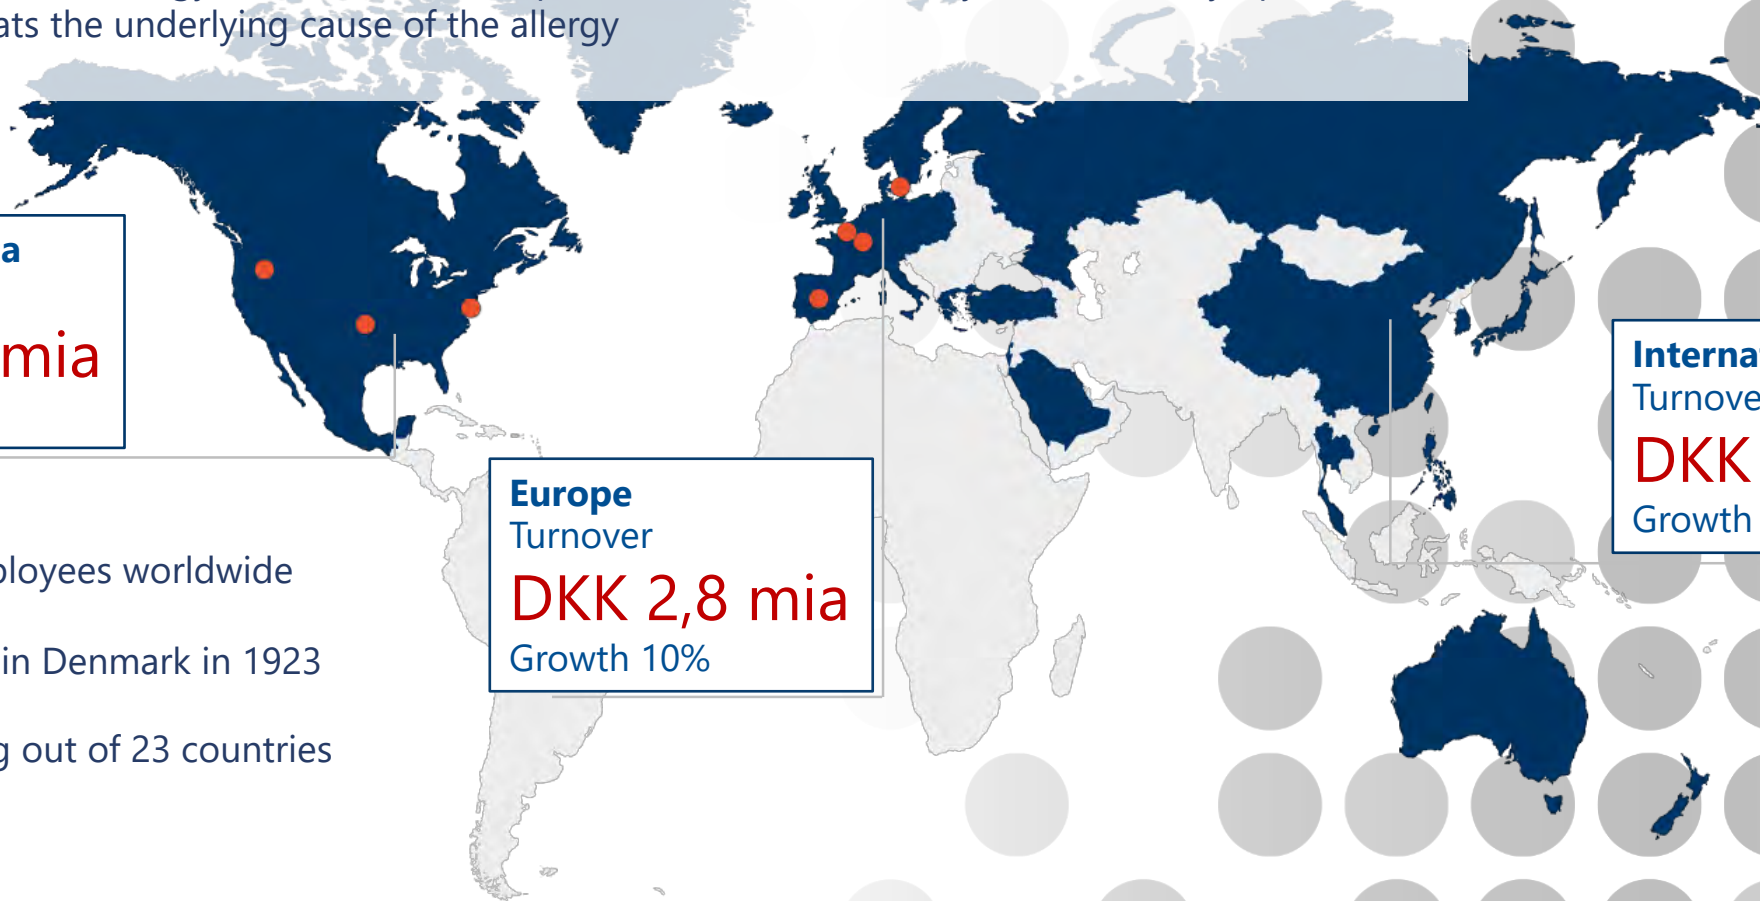 ats the underlying cause of the allergy
a
mia
Europe
Turnover
DKK 2,8 mia
Growth 10%
Interna
Turnove
DKK
Growth
ployees worldwide
in Denmark in 1923
g out of 23 countries